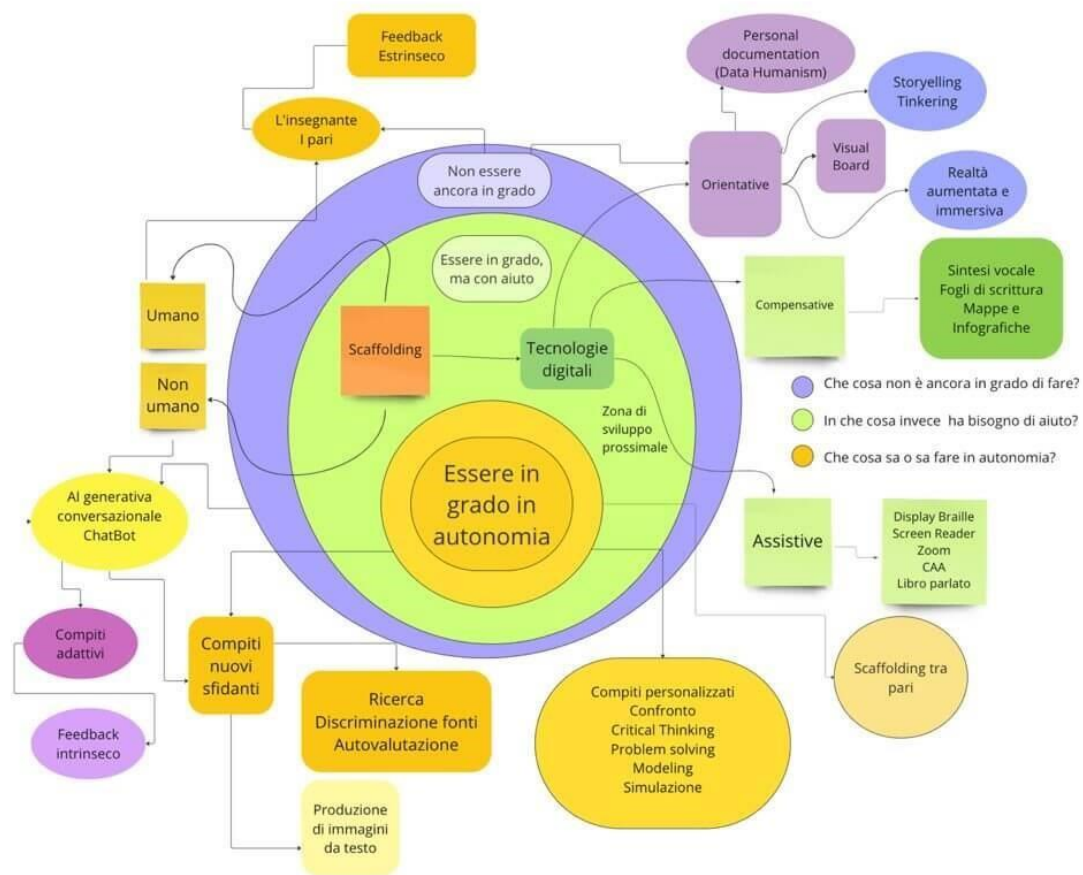 Feedback
Estrinseco
L'insegnante
I pari
Personal
documentation
(Data Humanism)
Storyelling
Tinkering
Visual
Board
Orientative
Realtà
aumentata e
immersiva
Non essere
ancora in grado
Essere in grado,
ma con aiuto
Umano
Non
umano
Scaffolding
Tecnologie
digitali
Compensative
Sintesi vocale
Fogli di scrittura
Mappe e
Infografiche
Che cosa non è ancora in grado di fare?
In che cosa invece ha bisogno di aiuto?
Che cosa sa o sa fare in autonomia?
Zona di
sviluppo
prossimale
Essere in
grado in
autonomia
AI generativa
conversazionale
ChatBot
Assistive
Display Braille
Screen Reader
Zoom
CAA
Libro parlato
Compiti
adattivi
Feedback
intrinseco
Compiti
nuovi
sfidanti
Ricerca
Discriminazione fonti
Autovalutazione
Produzione
di immagini
da testo
Compiti personalizzati
Confronto
Critical Thinking
Problem solving
Modeling
Simulazione
Scaffolding tra
pari